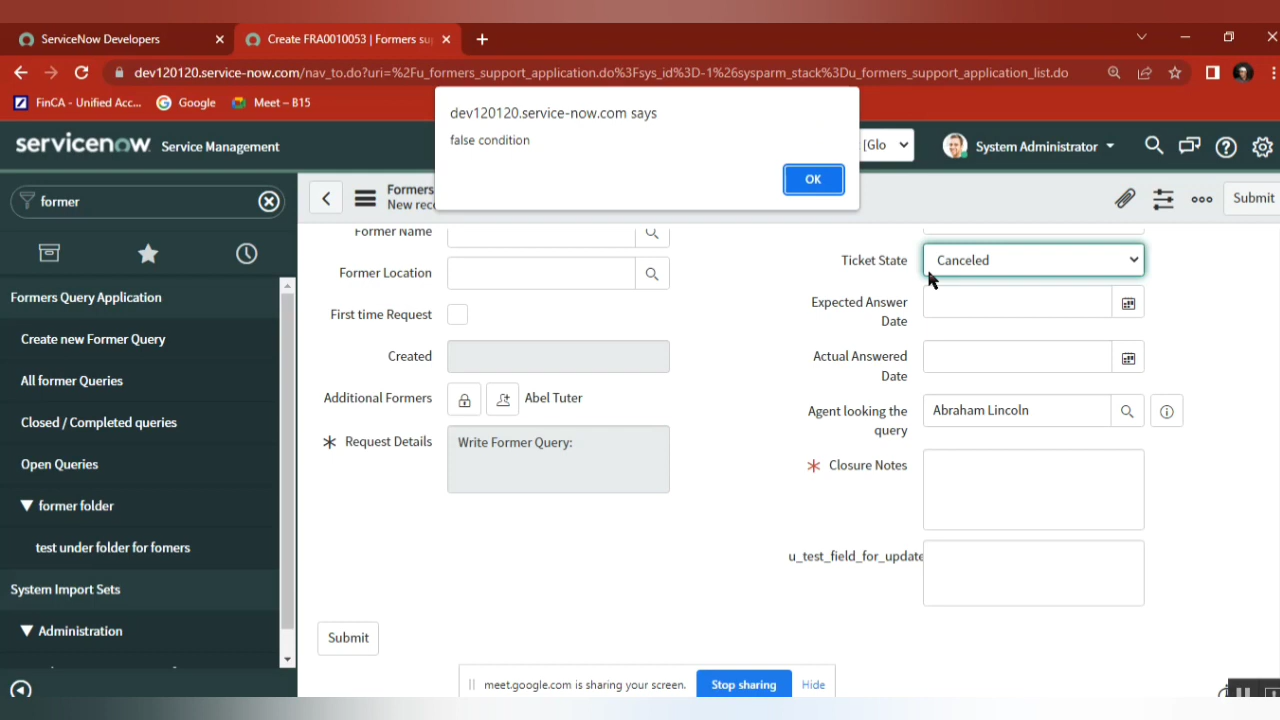 ServiceNow Developers
Create FRA0010053 | Formers su
dev120120.service-now.com/nav_to.do?uri=%2Fu_formers_support_application.do%3Fsys_id%3D-1%26sysparm_stack%3Du_formers_support_application_list.do
FinCA - Unified Acc...
Google
Meet – B15
dev120120.service-now.com says
false condition
OK
servicenow
Service Management
[Glo
System Administrator
former
Formers
New rec
Submit
Formers Query Application
Create new Former Query
All former Queries
Closed / Completed queries
Open Queries
former folder
test under folder for fomers
System Import Sets
Administration
Former Name
Former Location
First time Request
Created
Additional Formers
Abel Tuter
Request Details
Write Former Query:
Ticket State
Canceled
Expected Answer
Date
Actual Answered
Date
Agent looking the
query
Abraham Lincoln
Closure Notes
u_test_field_for_update
Submit
meet.google.com is sharing your screen.
Stop sharing
Hide